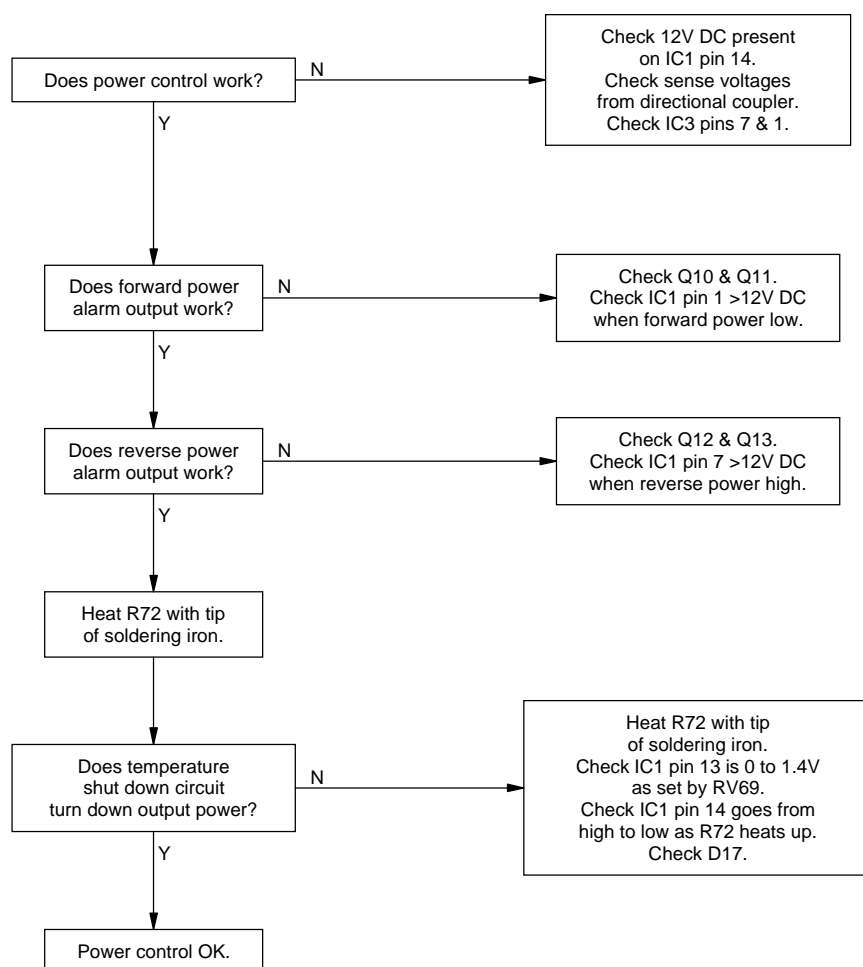 Does power control work?
N
Check 12V DC present
on IC1 pin 14.
Check sense voltages
from directional coupler.
Check IC3 pins 7 & 1.
Y
Does forward power
alarm output work?
N
Check Q10 & Q11.
Check IC1 pin 1 >12V DC
when forward power low.
Y
Does reverse power
alarm output work?
N
Check Q12 & Q13.
Check IC1 pin 7 >12V DC
when reverse power high.
Y
Heat R72 with tip
of soldering iron.
Does temperature
shut down circuit
turn down output power?
N
Heat R72 with tip
of soldering iron.
Check IC1 pin 13 is 0 to 1.4V
as set by RV69.
Check IC1 pin 14 goes from
high to low as R72 heats up.
Check D17.
Y
Power control OK.